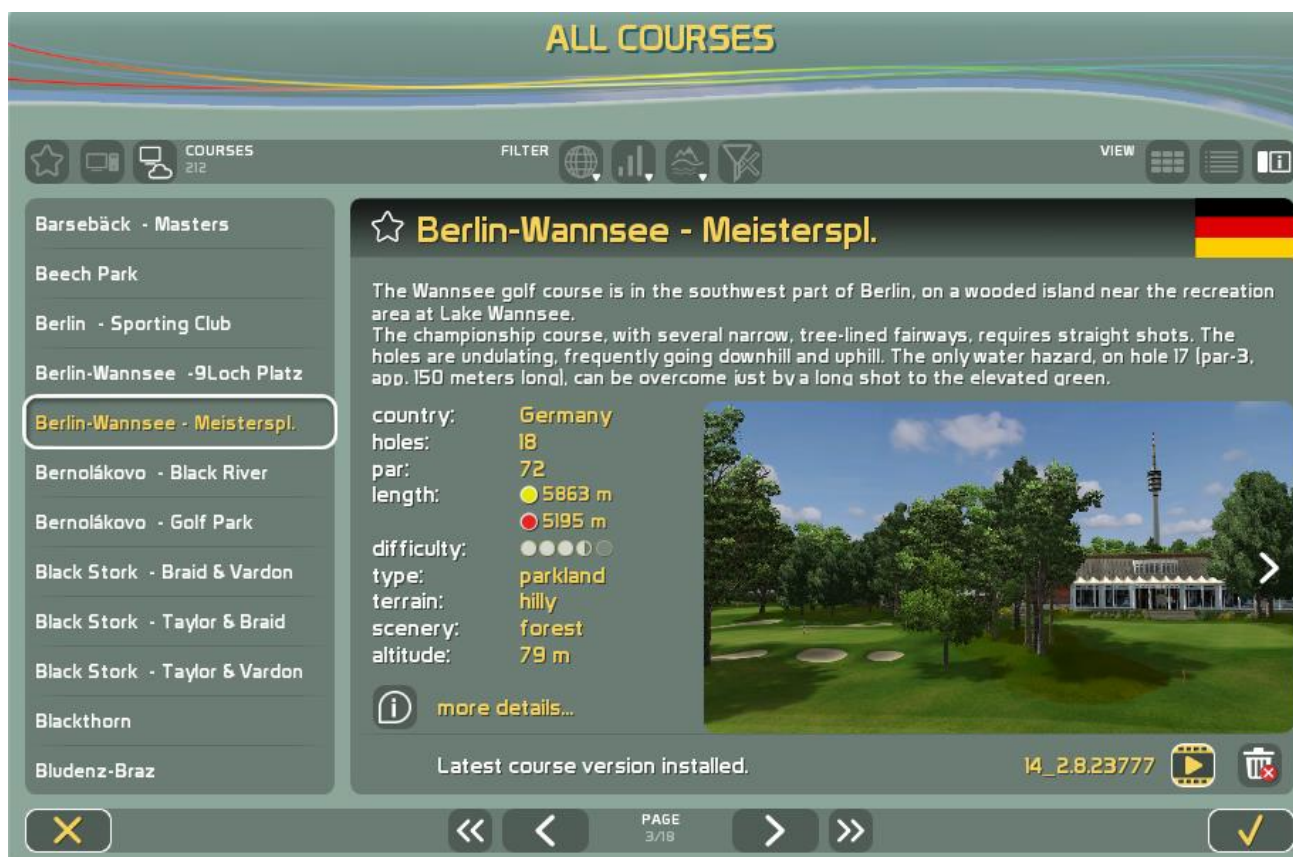 ALL COURSES
COURSES
212
FILTER
VIEW
Barsebäck - Masters
Beech Park
Berlin - Sporting Club
Berlin-Wannsee -9Loch Platz
Berlin-Wannsee - Meisterspl.
Bernolákovo - Black River
Bernolákovo - Golf Park
Black Stork - Braid & Vardon
Black Stork - Taylor & Braid
Black Stork - Taylor & Vardon
Blackthorn
Bludenz-Braz
Berlin-Wannsee - Meisterspl.
The Wannsee golf course is in the southwest part of Berlin, on a wooded island near the recreation
area at Lake Wannsee.
The championship course, with several narrow, tree-lined fairways, requires straight shots. The
holes are undulating, frequently going downhill and uphill. The only water hazard, on hole 17 (par-3,
app. 150 meters long), can be overcome just by a long shot to the elevated green.
country: Germany
holes: 18
par: 72
length: 5863 m
5195 m
difficulty:
type: parkland
terrain: hilly
scenery: forest
altitude: 79 m
more details...
Latest course version installed. 14_2.8.23777
PAGE
3/18